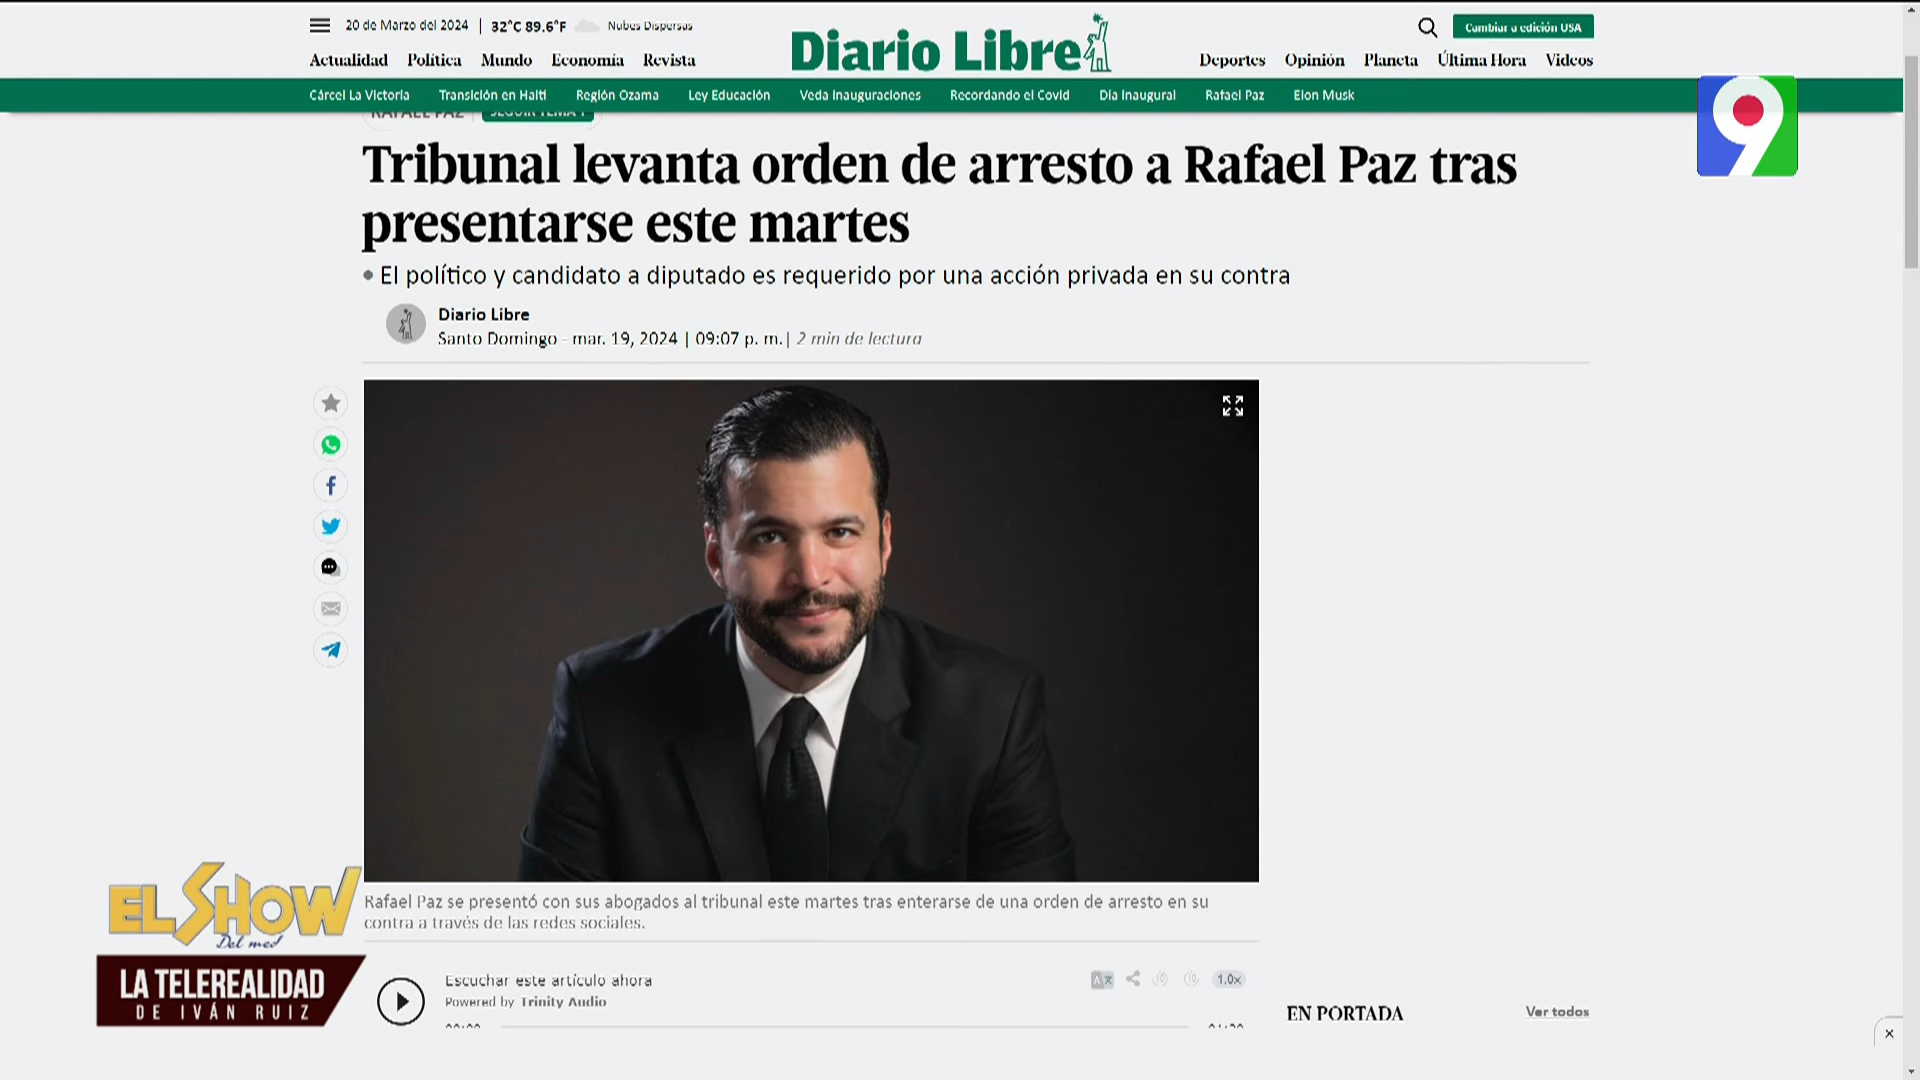 20 de Marzo del 2024 | 32°C 89.6°F Nubes Dispersas
Cambiar a edición USA
Actualidad Política Mundo Economía Revista
Diario Libre
Deportes Opinión Planeta Última Hora Videos
Cárcel La Victoria Transición en Haití Región Ozama Ley Educación Veda inauguraciones Recordando el Covid Día Inaugural Rafael Paz Elon Musk
9
RAFAEL PAZ SEGUIR TEMA
Tribunal levanta orden de arresto a Rafael Paz tras
presentarse este martes
El político y candidato a diputado es requerido por una acción privada en su contra
Diario Libre
Santo Domingo - mar. 19, 2024 | 09:07 p. m. | 2 min de lectura
Rafael Paz se presentó con sus abogados al tribunal este martes tras enterarse de una orden de arresto en su
contra a través de las redes sociales.
EL SHOW
Del med
LA TELEREALIDAD
DE IVÁN RUIZ
Escuchar este artículo ahora
Powered by Trinity Audio
1.0x
EN PORTADA
Ver todos